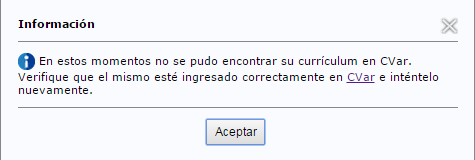 Información
En estos momentos no se pudo encontrar su currículum en CVar.
Verifique que el mismo esté ingresado correctamente en CVar e inténtelo
nuevamente.
Aceptar